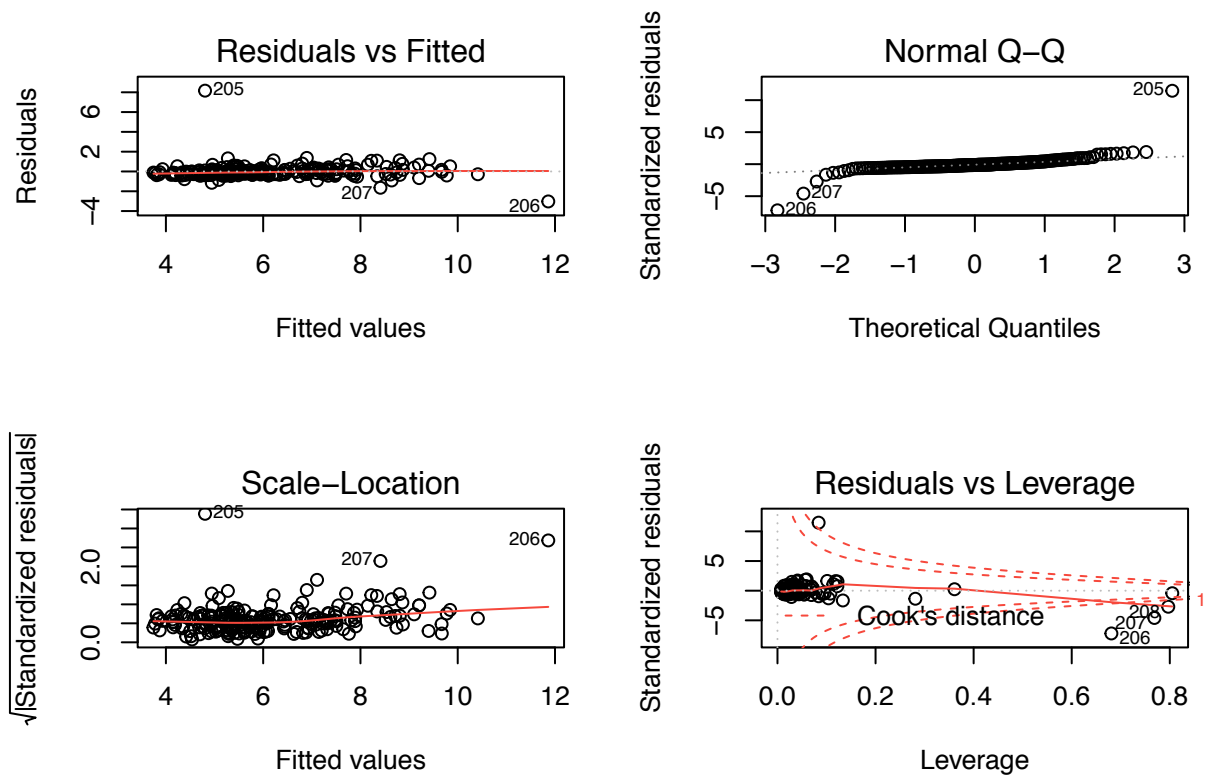 Residuals vs Fitted
Residuals
6
2
−4
205
207
206
4 6 8 10 12
Fitted values
Normal Q−Q
Standardized residuals
5
−5
205
207
206
−3 −2 −1 0 1 2 3
Theoretical Quantiles
Scale−Location
√|Standardized residuals|
2.0
0.0
205
207
206
4 6 8 10 12
Fitted values
Residuals vs Leverage
Standardized residuals
5
−5
Cook's distance
1
208
207
206
0.0 0.2 0.4 0.6 0.8
Leverage